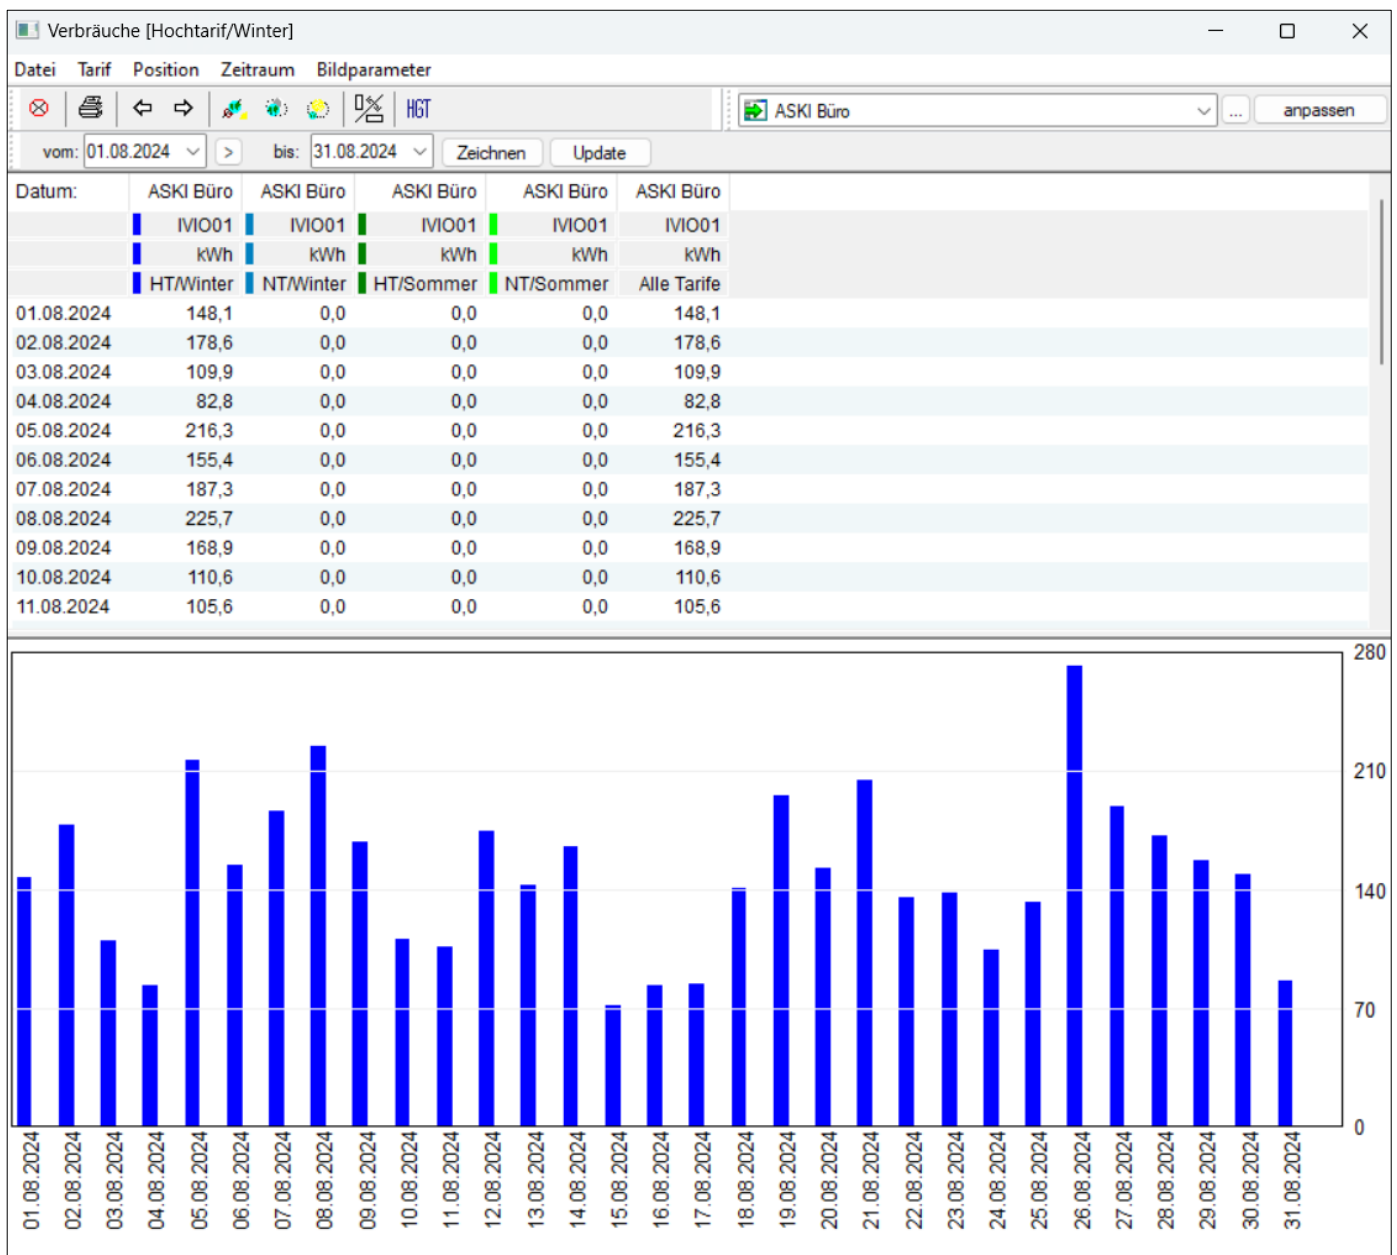 Verbräuche [Hochtarif/Winter]
Datei Tarif Position Zeitraum Bildparameter
HGT ASKI Büro ... anpassen
vom: 01.08.2024 > bis: 31.08.2024 Zeichnen Update
Datum: ASKI Büro ASKI Büro ASKI Büro ASKI Büro ASKI Büro
IVIO01 IVIO01 IVIO01 IVIO01 IVIO01
kWh kWh kWh kWh kWh
HT/Winter NT/Winter HT/Sommer NT/Sommer Alle Tarife
01.08.2024 148,1 0,0 0,0 0,0 148,1
02.08.2024 178,6 0,0 0,0 0,0 178,6
03.08.2024 109,9 0,0 0,0 0,0 109,9
04.08.2024 82,8 0,0 0,0 0,0 82,8
05.08.2024 216,3 0,0 0,0 0,0 216,3
06.08.2024 155,4 0,0 0,0 0,0 155,4
07.08.2024 187,3 0,0 0,0 0,0 187,3
08.08.2024 225,7 0,0 0,0 0,0 225,7
09.08.2024 168,9 0,0 0,0 0,0 168,9
10.08.2024 110,6 0,0 0,0 0,0 110,6
11.08.2024 105,6 0,0 0,0 0,0 105,6
280
210
140
70
0
01.08.2024
02.08.2024
03.08.2024
04.08.2024
05.08.2024
06.08.2024
07.08.2024
08.08.2024
09.08.2024
10.08.2024
11.08.2024
12.08.2024
13.08.2024
14.08.2024
15.08.2024
16.08.2024
17.08.2024
18.08.2024
19.08.2024
20.08.2024
21.08.2024
22.08.2024
23.08.2024
24.08.2024
25.08.2024
26.08.2024
27.08.2024
28.08.2024
29.08.2024
30.08.2024
31.08.2024